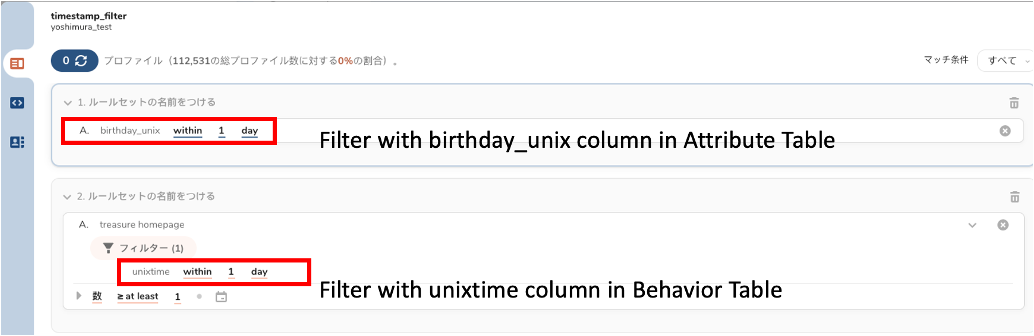 timestamp_filter
yoshimura_test
0 プロファイル（112,531の総プロファイル数に対する0%の割合）。 マッチ条件 すべて
1. ルールセットの名前をつける
A. birthday_unix within 1 day Filter with birthday_unix column in Attribute Table
2. ルールセットの名前をつける
A. treasure homepage
フィルター (1)
unixtime within 1 day
Filter with unixtime column in Behavior Table
数 ≥ at least 1